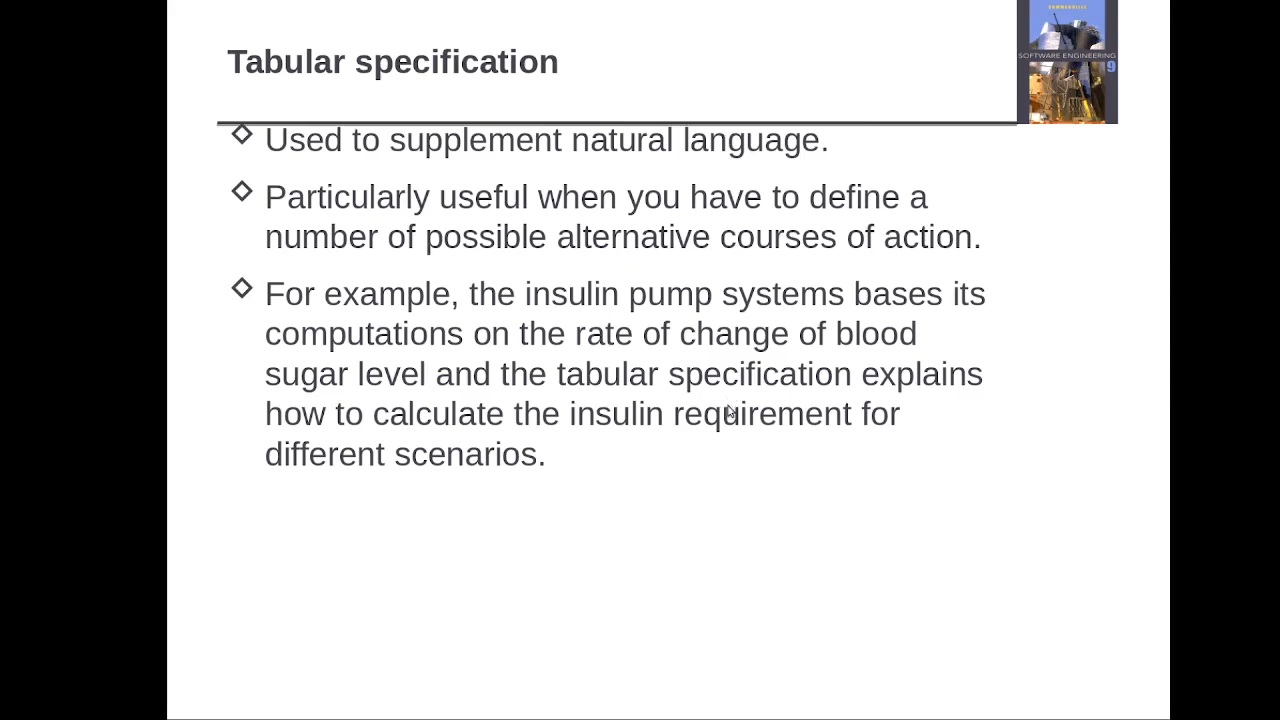 Tabular specification
SOMMERVILLE
SOFTWARE ENGINEERING
9
Used to supplement natural language.
Particularly useful when you have to define a
number of possible alternative courses of action.
For example, the insulin pump systems bases its
computations on the rate of change of blood
sugar level and the tabular specification explains
how to calculate the insulin requirement for
different scenarios.